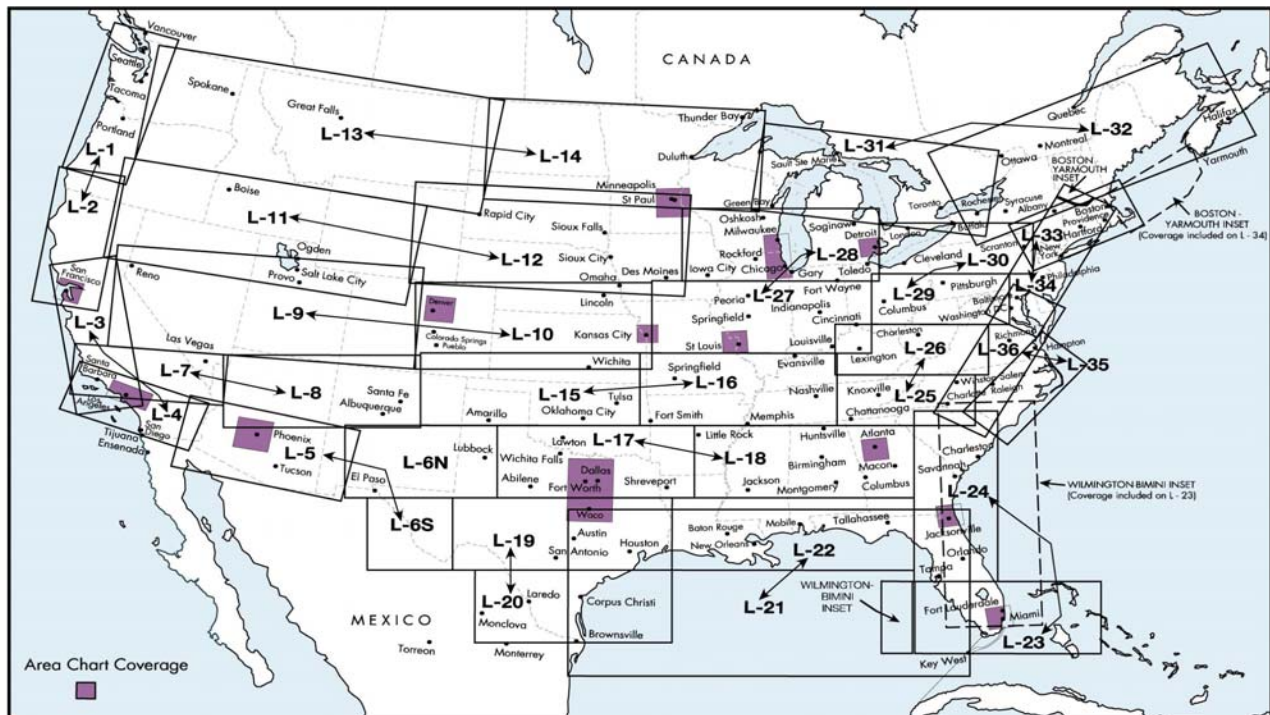 Vancouver
Seattle
Tacoma
Portland
L-1
L-2
Spokane
Great Falls
L-13
L-14
CANADA
Thunder Bay
Duluth
Sault Ste Marie
L-31
L-32
Quebec
Montreal
Ottawa
Halifax
Yarmouth
BOSTON
YARMOUTH
INSET
BOSTON -
YARMOUTH INSET
(Coverage included on L - 34)
Minneapolis
St Paul
Green Bay
Oshkosh
Milwaukee
Saginaw
Detroit
London
Toronto
Rochester
Buffalo
Syracuse
Albany
Boston
Providence
Hartford
Scranton
L-33
New
York
L-34
Philadelphia
Boise
L-11
Rapid City
Sioux Falls
Sioux City
L-12
Omaha
Des Moines
Iowa City
Rockford
Chicago
Gary
L-28
Toledo
Cleveland
L-30
Ogden
Salt Lake City
Provo
Reno
San
Francisco
L-3
L-9
L-10
Denver
Colorado Springs
Pueblo
Lincoln
Kansas City
Peoria
L-27
Fort Wayne
Indianapolis
Springfield
Cincinnati
St Louis
Louisville
Evansville
L-29
Columbus
Pittsburgh
Baltimore
Washington DC
Charleston
Lexington
L-26
Richmond
Hampton
L-36
L-35
Las Vegas
Santa
Barbara
Los
Angeles
L-7
L-8
L-4
San
Diego
Tijuana
Ensenada
Santa Fe
Albuquerque
Wichita
Amarillo
L-15
L-16
Tulsa
Oklahoma City
Springfield
Fort Smith
Nashville
Memphis
Knoxville
Chattanooga
L-25
Winston Salem
Charlotte
Raleigh
Phoenix
L-5
Tucson
L-6N
Lubbock
El Paso
L-6S
Lawton
L-17
L-18
Wichita Falls
Abilene
Dallas
Fort Worth
Waco
Shreveport
Little Rock
Huntsville
Birmingham
Jackson
Montgomery
Atlanta
Macon
Columbus
Charleston
Savannah
L-24
WILMINGTON BIMINI INSET
(Coverage included on L - 23)
L-19
Austin
San Antonio
Houston
Baton Rouge
New Orleans
Mobile
Tallahassee
Jacksonville
Orlando
Tampa
L-22
L-21
L-20
Laredo
Monclova
Corpus Christi
Brownsville
Monterrey
Torreon
MEXICO
WILMINGTON-
BIMINI
INSET
Fort Lauderdale
Miami
L-23
Key West
Area Chart Coverage